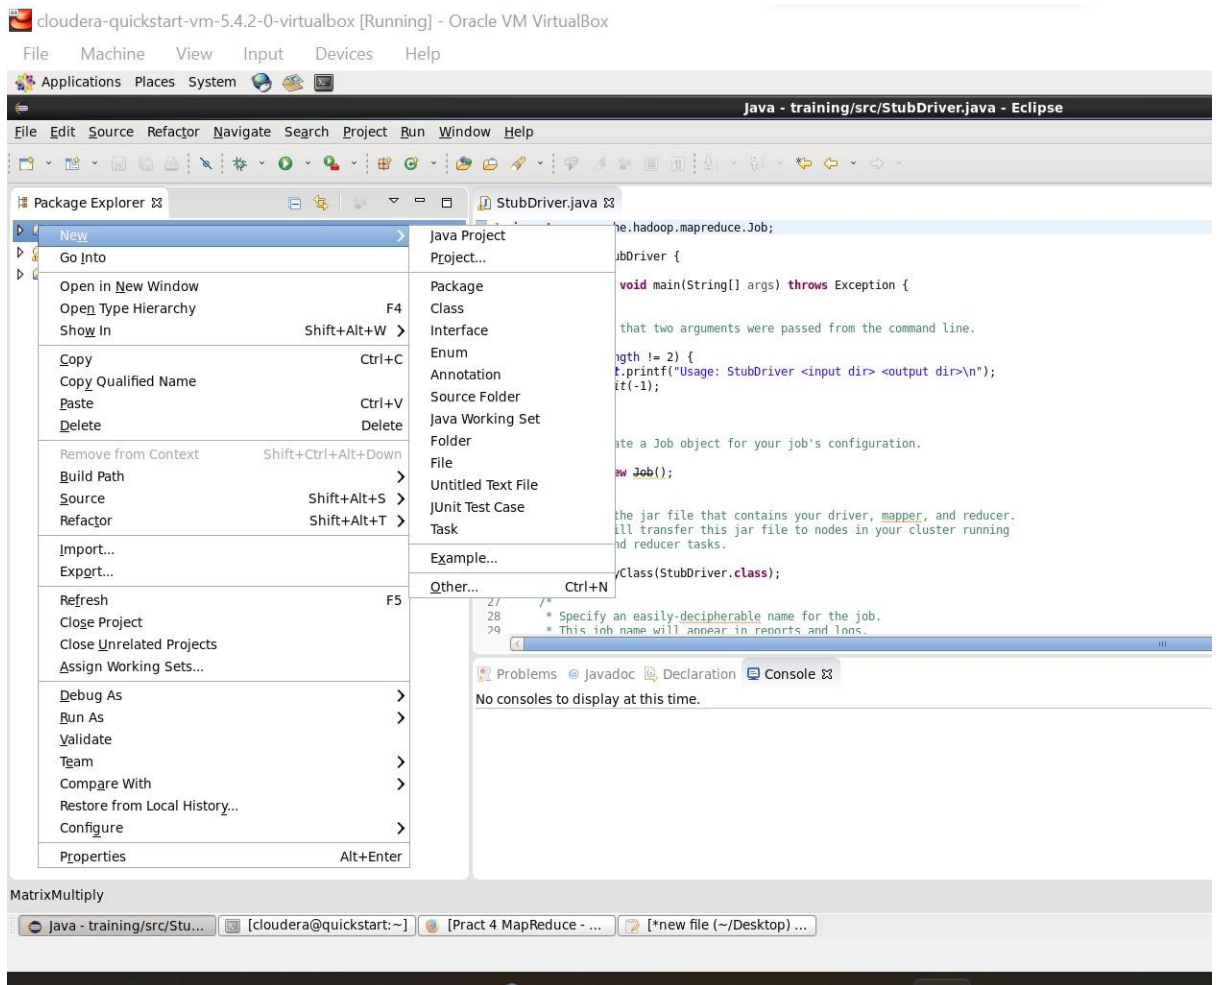 cloudera-quickstart-vm-5.4.2-0-virtualbox [Running] - Oracle VM VirtualBox
File Machine View Input Devices Help
Applications Places System
Java - training/src/StubDriver.java - Eclipse
File Edit Source Refactor Navigate Search Project Run Window Help
Package Explorer
StubDriver.java
New
Go Into
Open in New Window
Open Type Hierarchy F4
Show In Shift+Alt+W
Copy Ctrl+C
Copy Qualified Name
Paste Ctrl+V
Delete Delete
Remove from Context Shift+Ctrl+Alt+Down
Build Path
Source Shift+Alt+S
Refactor Shift+Alt+T
Import...
Export...
Refresh F5
Close Project
Close Unrelated Projects
Assign Working Sets...
Debug As
Run As
Validate
Team
Compare With
Restore from Local History...
Configure
Properties Alt+Enter
Java Project
Project...
Package
Class
Interface
Enum
Annotation
Source Folder
Java Working Set
Folder
File
Untitled Text File
JUnit Test Case
Task
Example...
Other... Ctrl+N
he.hadoop.mapreduce.Job;
Driver {
void main(String[] args) throws Exception {
that two arguments were passed from the command line.
ngth != 2) {
.printf("Usage: StubDriver <input dir> <output dir>\n");
it(-1);
ate a Job object for your job's configuration.
ew Job();
the jar file that contains your driver, mapper, and reducer.
ill transfer this jar file to nodes in your cluster running
nd reducer tasks.
yClass(StubDriver.class);
27 /*
28 * Specify an easily-decipherable name for the job.
29 * This job name will appear in reports and logs.
Problems @ Javadoc Declaration Console
No consoles to display at this time.
MatrixMultiply
Java - training/src/Stu... [cloudera@quickstart:~] [Pract 4 MapReduce - ... [*new file (~/Desktop) ...